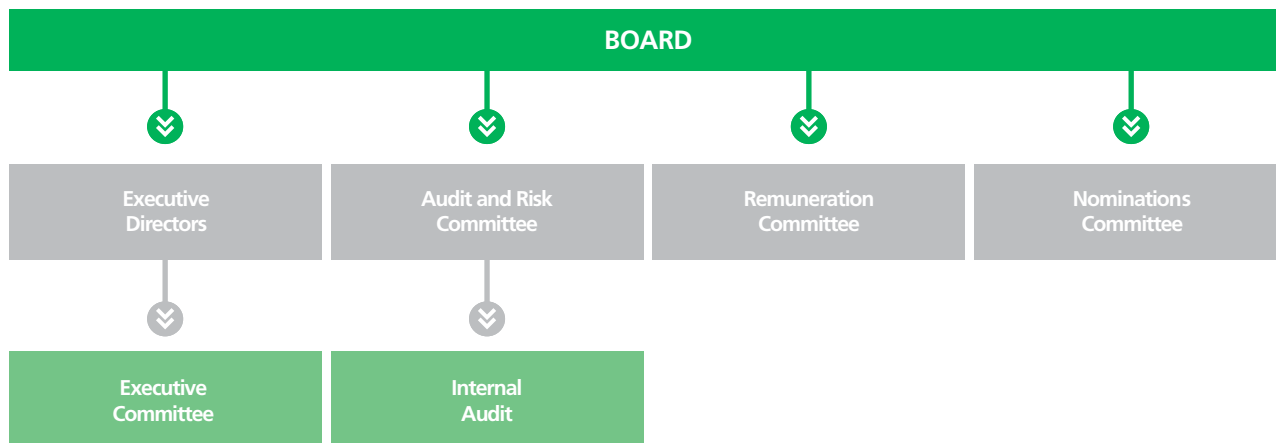 BOARD
Executive
Directors
Audit and Risk
Committee
Remuneration
Committee
Nominations
Committee
Executive
Committee
Internal
Audit